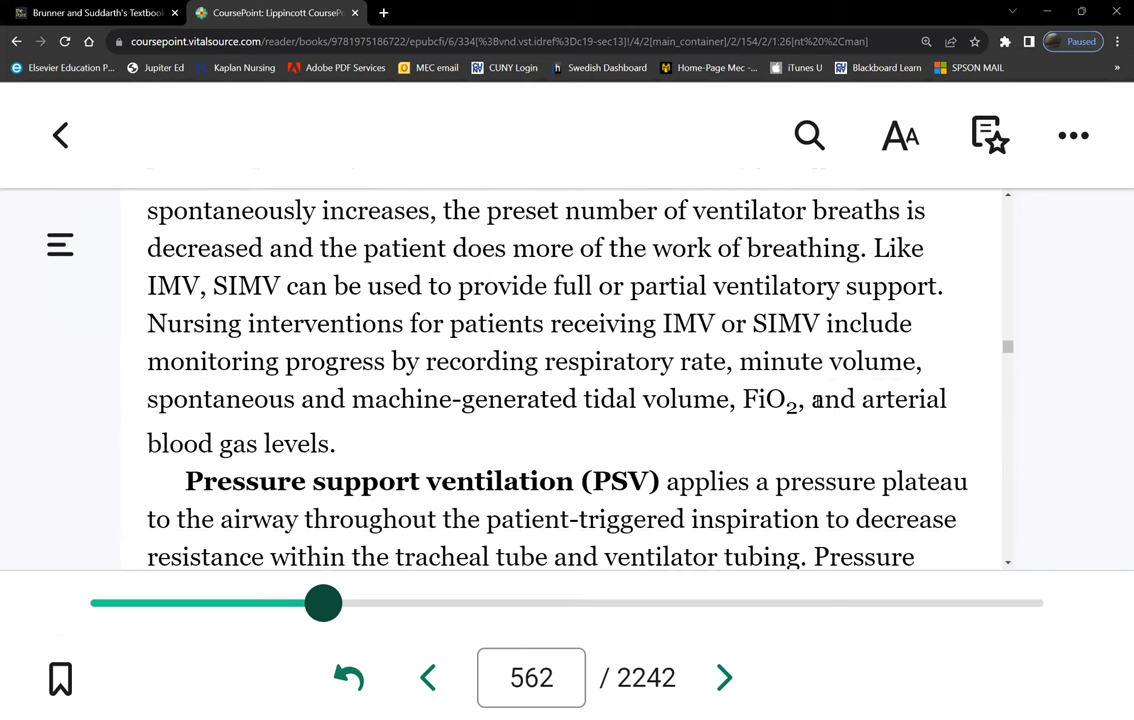 Brunner and Suddarth's Textbook
CoursePoint: Lippincott CoursePo
coursepoint.vitalsource.com/reader/books/9781975186722/epubcfi/6/334[%3Bvnd.vst.idref%3Dc19-sec13]!/4/2[main_container]/2/154/2/1:26[nt%20%2Cman]
Paused
Elsevier Education P...
Jupiter Ed
Kaplan Nursing
Adobe PDF Services
MEC email
CUNY Login
Swedish Dashboard
Home-Page Mec -...
iTunes U
Blackboard Learn
SPSON MAIL
»
AA
spontaneously increases, the preset number of ventilator breaths is
decreased and the patient does more of the work of breathing. Like
IMV, SIMV can be used to provide full or partial ventilatory support.
Nursing interventions for patients receiving IMV or SIMV include
monitoring progress by recording respiratory rate, minute volume,
spontaneous and machine-generated tidal volume, FiO₂, and arterial
blood gas levels.
Pressure support ventilation (PSV) applies a pressure plateau
to the airway throughout the patient-triggered inspiration to decrease
resistance within the tracheal tube and ventilator tubing. Pressure
562 / 2242